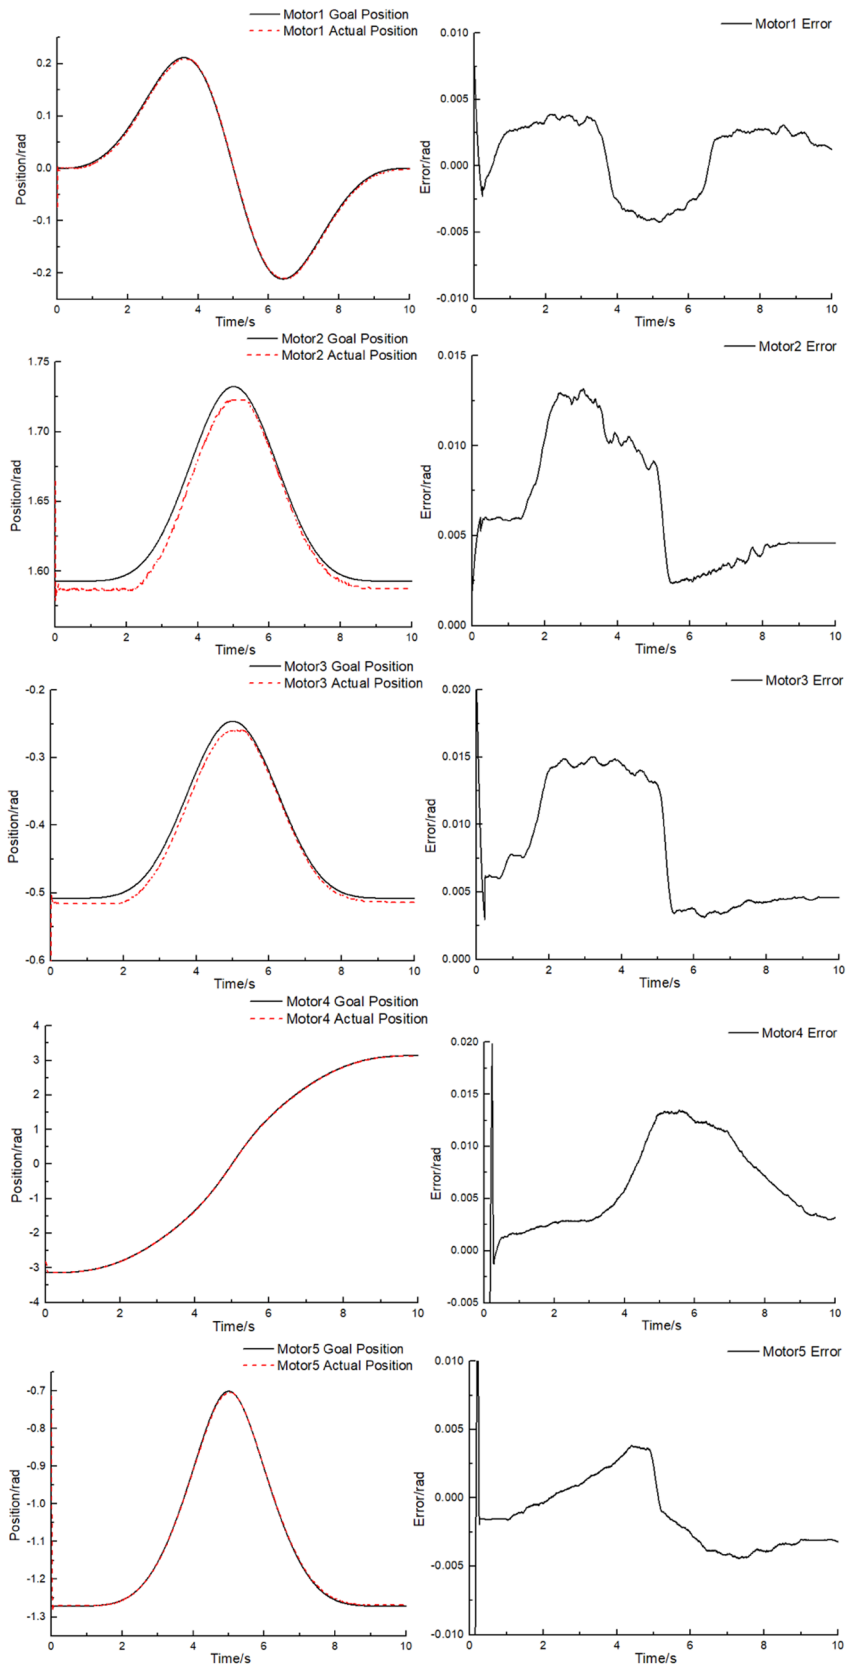 Motor1 Goal Position
Motor1 Actual Position
Position/rad
0.2
0.1
0.0
-0.1
-0.2
0 2 4 6 8 10
Time/s
Motor1 Error
Error/rad
0.010
0.005
0.000
-0.005
-0.010
0 2 4 6 8 10
Time/s
Motor2 Goal Position
Motor2 Actual Position
Position/rad
1.75
1.70
1.65
1.60
0 2 4 6 8 10
Time/s
Motor2 Error
Error/rad
0.015
0.010
0.005
0.000
0 2 4 6 8 10
Time/s
Motor3 Goal Position
Motor3 Actual Position
Position/rad
-0.2
-0.3
-0.4
-0.5
-0.6
0 2 4 6 8 10
Time/s
Motor3 Error
Error/rad
0.020
0.015
0.010
0.005
0.000
0 2 4 6 8 10
Time/s
Motor4 Goal Position
Motor4 Actual Position
Position/rad
4
3
2
1
0
-1
-2
-3
-4
0 2 4 6 8 10
Time/s
Motor4 Error
Error/rad
0.020
0.015
0.010
0.005
0.000
-0.005
0 2 4 6 8 10
Time/s
Motor5 Goal Position
Motor5 Actual Position
Position/rad
-0.7
-0.8
-0.9
-1.0
-1.1
-1.2
-1.3
0 2 4 6 8 10
Time/s
Motor5 Error
Error/rad
0.010
0.005
0.000
-0.005
-0.010
0 2 4 6 8 10
Time/s